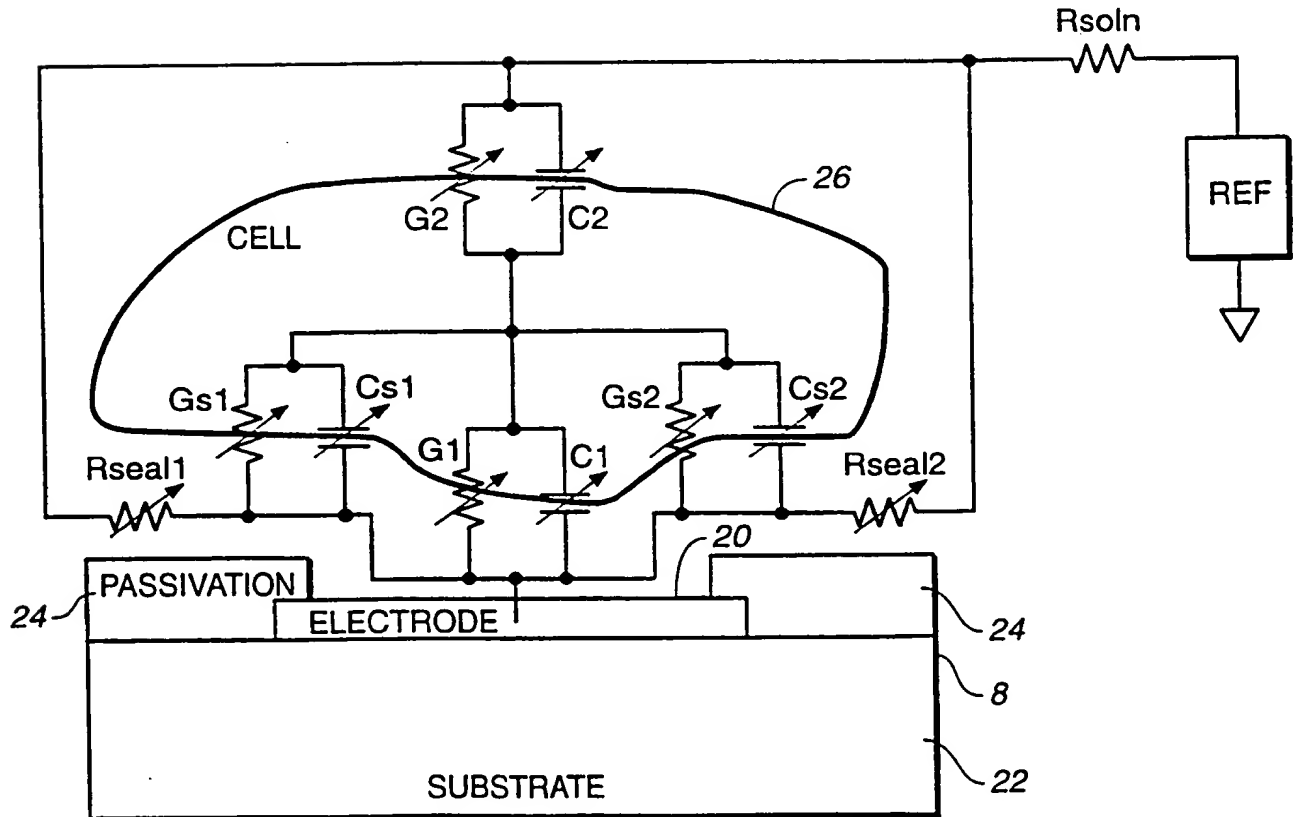 Rsoln
REF
26
G2
C2
CELL
Gs1
Cs1
Gs2
Cs2
G1
C1
Rseal1
Rseal2
20
PASSIVATION
24
ELECTRODE
24
8
22
SUBSTRATE